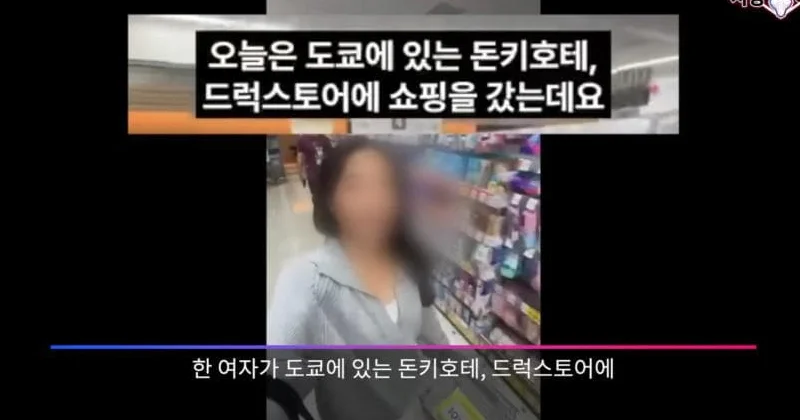 오늘은 도쿄에 있는 돈키호테,
드럭스토어에 쇼핑을 갔는데요
한 여자가 도쿄에 있는 돈키호테, 드럭스토어에